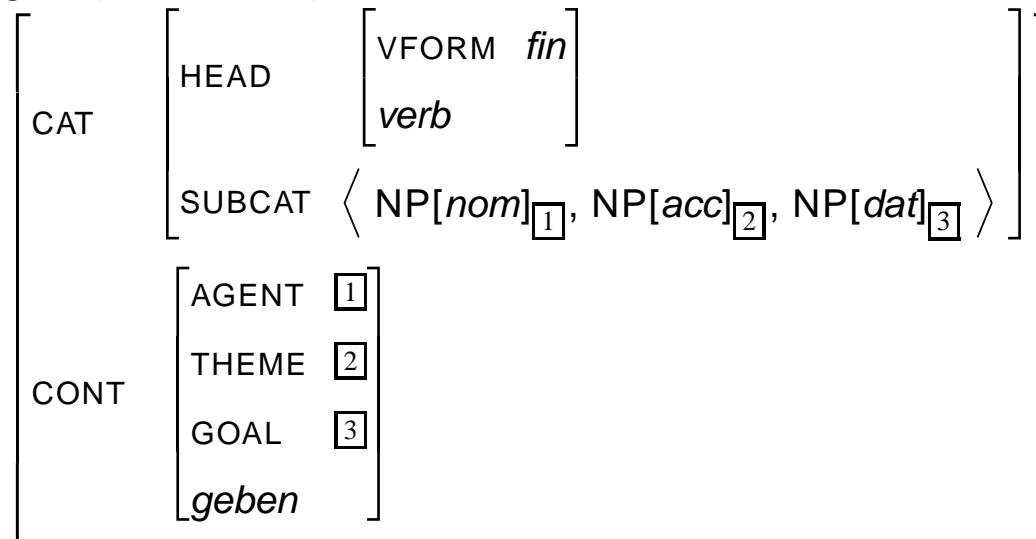 HEAD VFORM fin
verb
CAT
SUBCAT ⟨ NP[nom]1, NP[acc]2, NP[dat]3 ⟩
AGENT 1
THEME 2
CONT
GOAL 3
geben